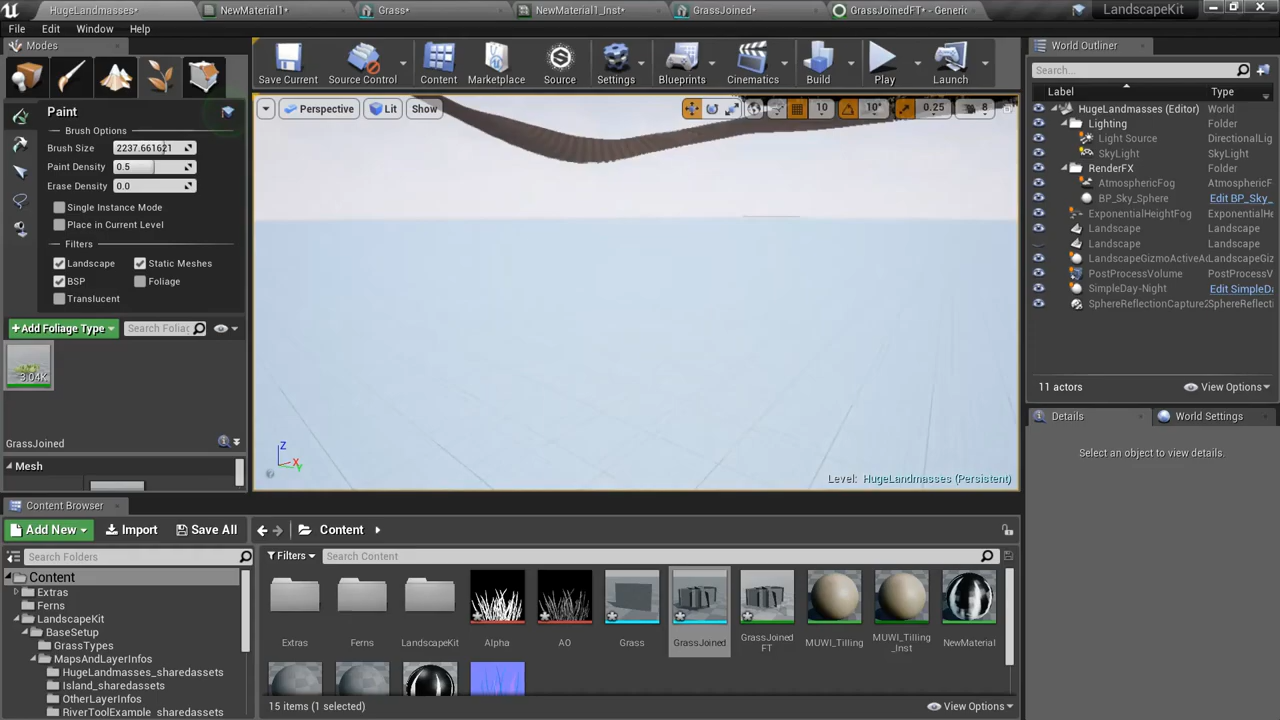 HugeLandmasses*
NewMaterial1*
Grass*
NewMaterial1_Inst*
GrassJoined*
GrassJoinedFT* - Generic
LandscapeKit
File Edit Window Help
Modes
Save Current
Source Control
Content
Marketplace
Source
Settings
Blueprints
Cinematics
Build
Play
Launch
Paint
Brush Options
Brush Size 2237.661621
Paint Density 0.5
Erase Density 0.0
Single Instance Mode
Place in Current Level
Filters
Landscape Static Meshes
BSP Foliage
Translucent
+Add Foliage Type Search Foliag
3.04K
GrassJoined
Mesh
Perspective Lit Show
10 10° 0.25 8
Z
X
Y
Level: HugeLandmasses (Persistent)
World Outliner
Search...
Label Type
HugeLandmasses (Editor) World
Lighting Folder
Light Source DirectionalLig
SkyLight SkyLight
RenderFX Folder
AtmosphericFog AtmosphericF
BP_Sky_Sphere Edit BP_Sky_
ExponentialHeightFog ExponentialHe
Landscape Landscape
Landscape Landscape
LandscapeGizmoActiveAc LandscapeGiz
PostProcessVolume PostProcessV
SimpleDay-Night Edit SimpleDa
SphereReflectionCapture SphereReflecti
11 actors View Options
Details World Settings
Select an object to view details.
Content Browser
Add New Import Save All Content
Search Folders
Filters Search Content
Content
Extras
Ferns
LandscapeKit
BaseSetup
GrassTypes
MapsAndLayerInfos
HugeLandmasses_sharedassets
Island_sharedassets
OtherLayerInfos
RiverToolExample_sharedassets
Extras
Ferns
LandscapeKit
Alpha
AO
Grass
GrassJoined
GrassJoined
FT
MUWI_Tilling
MUWI_Tilling
_Inst
NewMaterial
15 items (1 selected) View Options